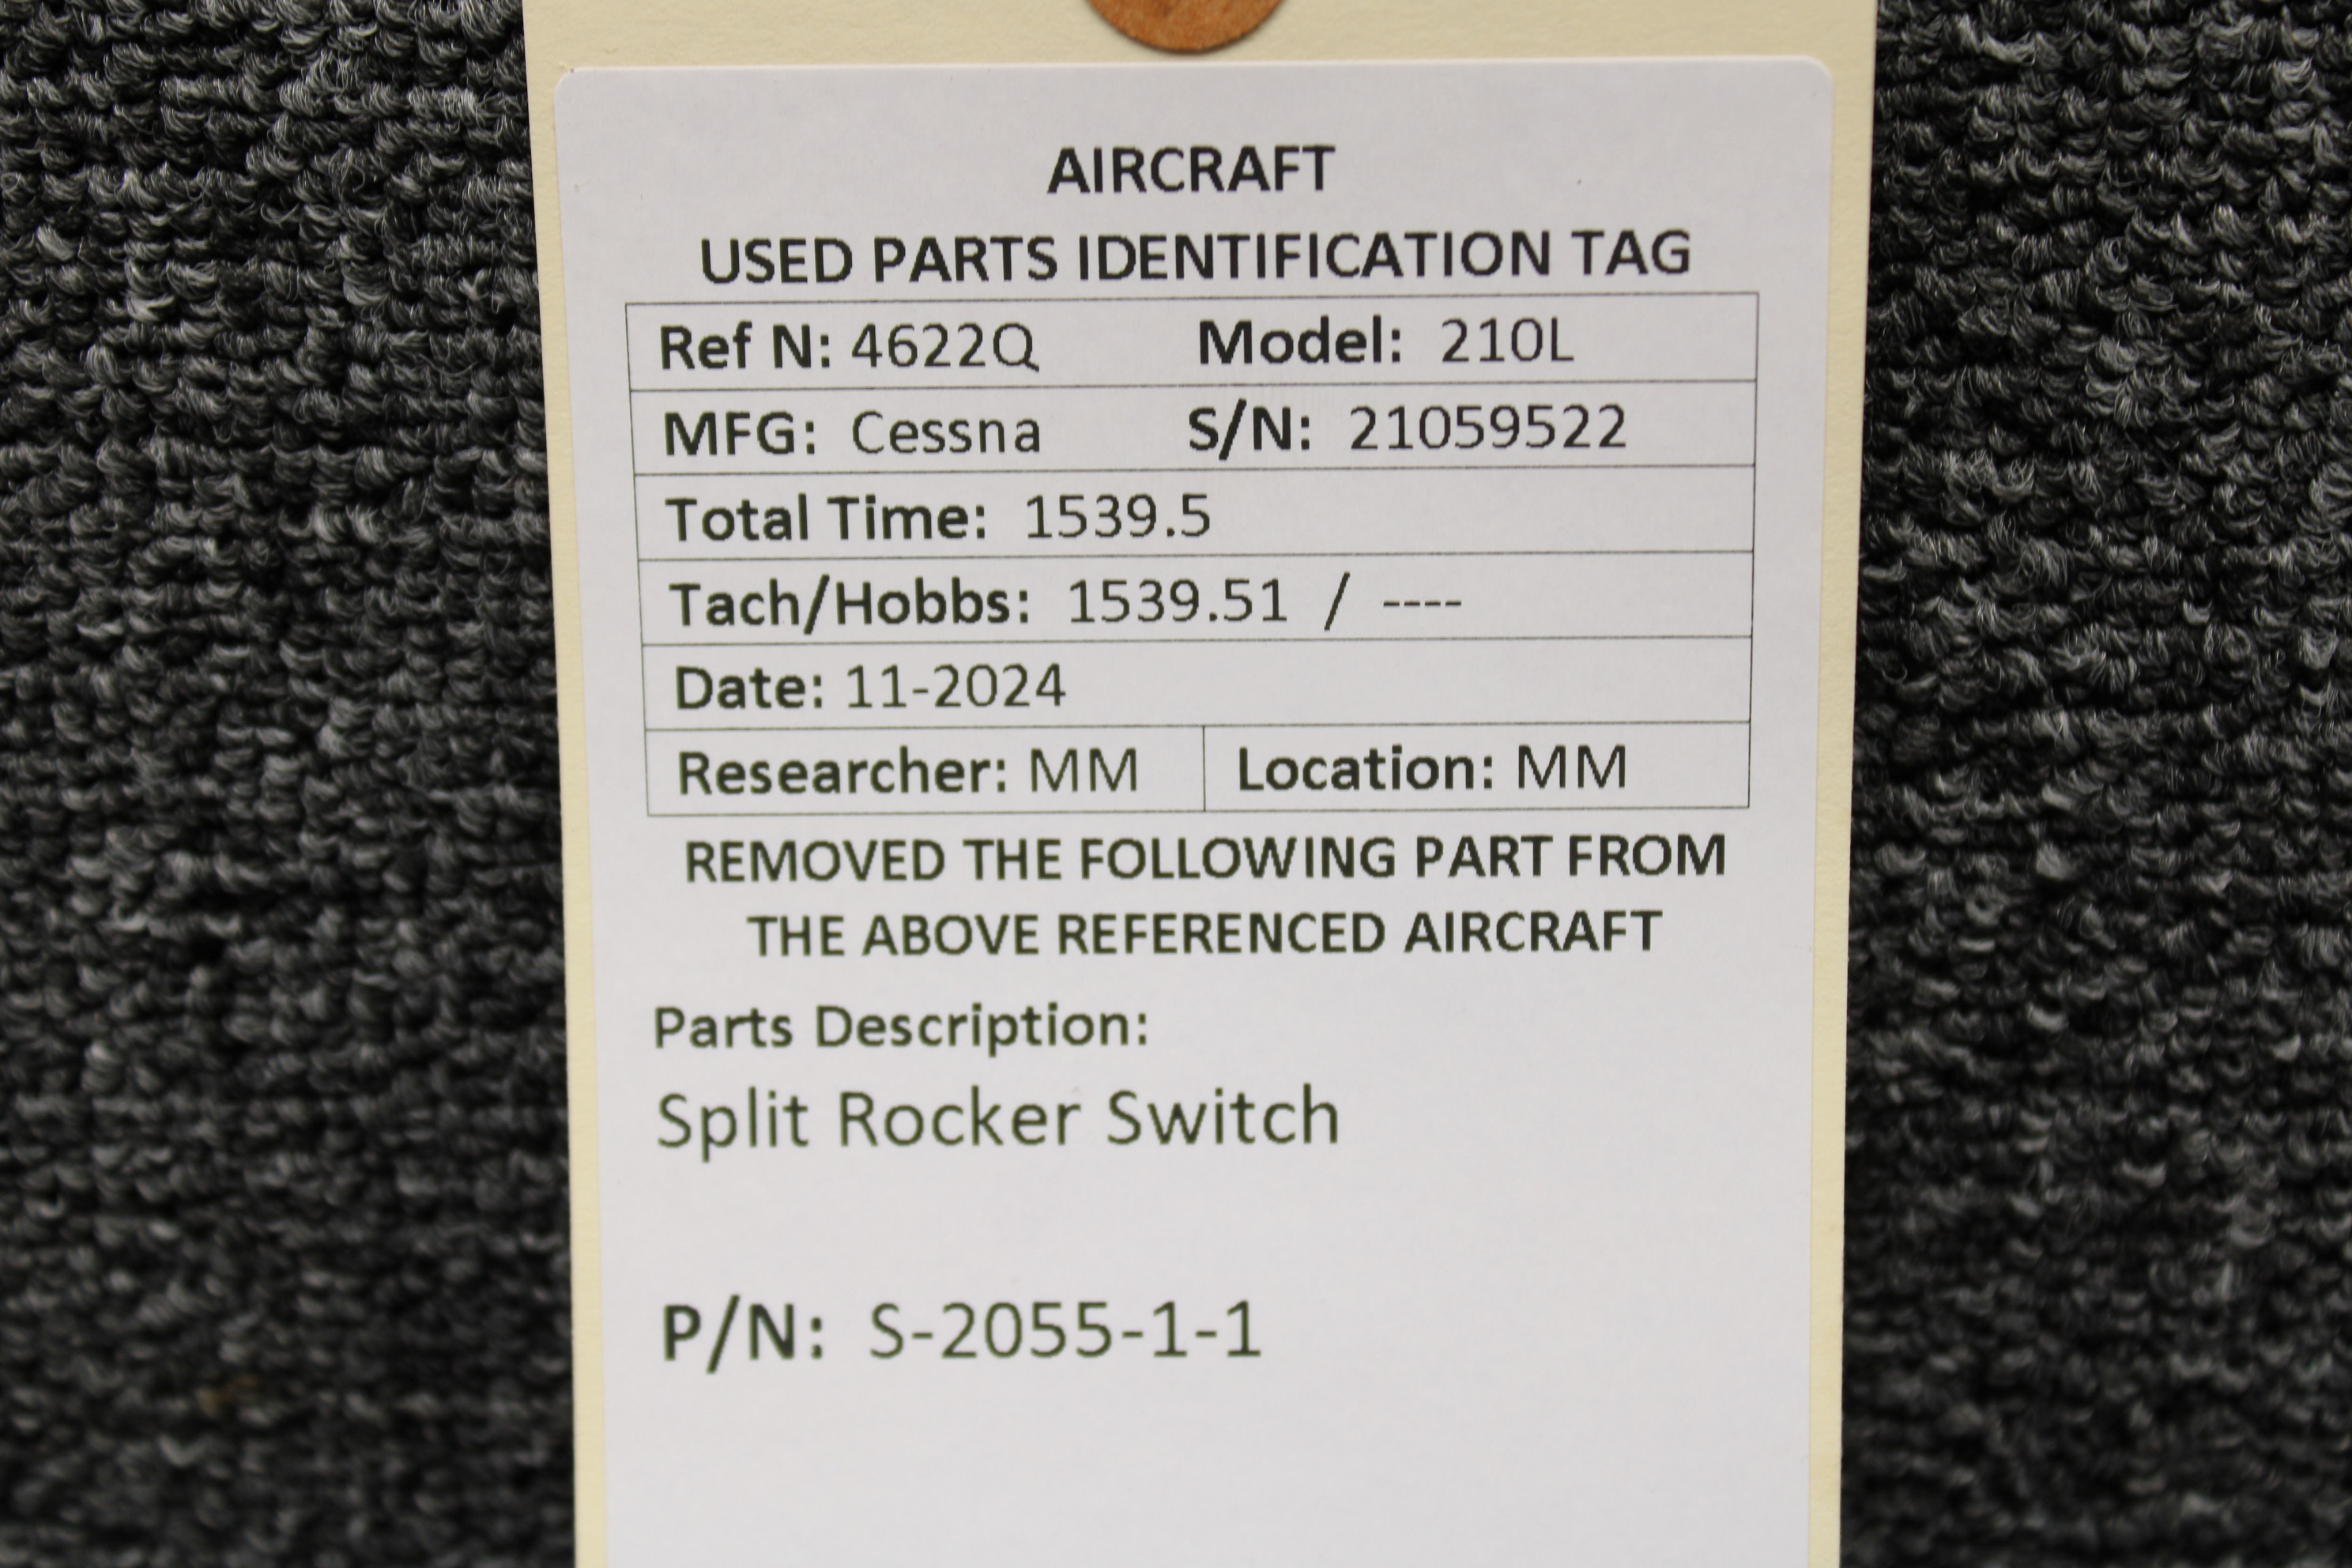 AIRCRAFT
USED PARTS IDENTIFICATION TAG
Ref N: 4622Q Model: 210L
MFG: Cessna S/N: 21059522
Total Time: 1539.5
Tach/Hobbs: 1539.51 / ----
Date: 11-2024
Researcher: MM Location: MM
REMOVED THE FOLLOWING PART FROM
THE ABOVE REFERENCED AIRCRAFT
Parts Description:
Split Rocker Switch
P/N: S-2055-1-1